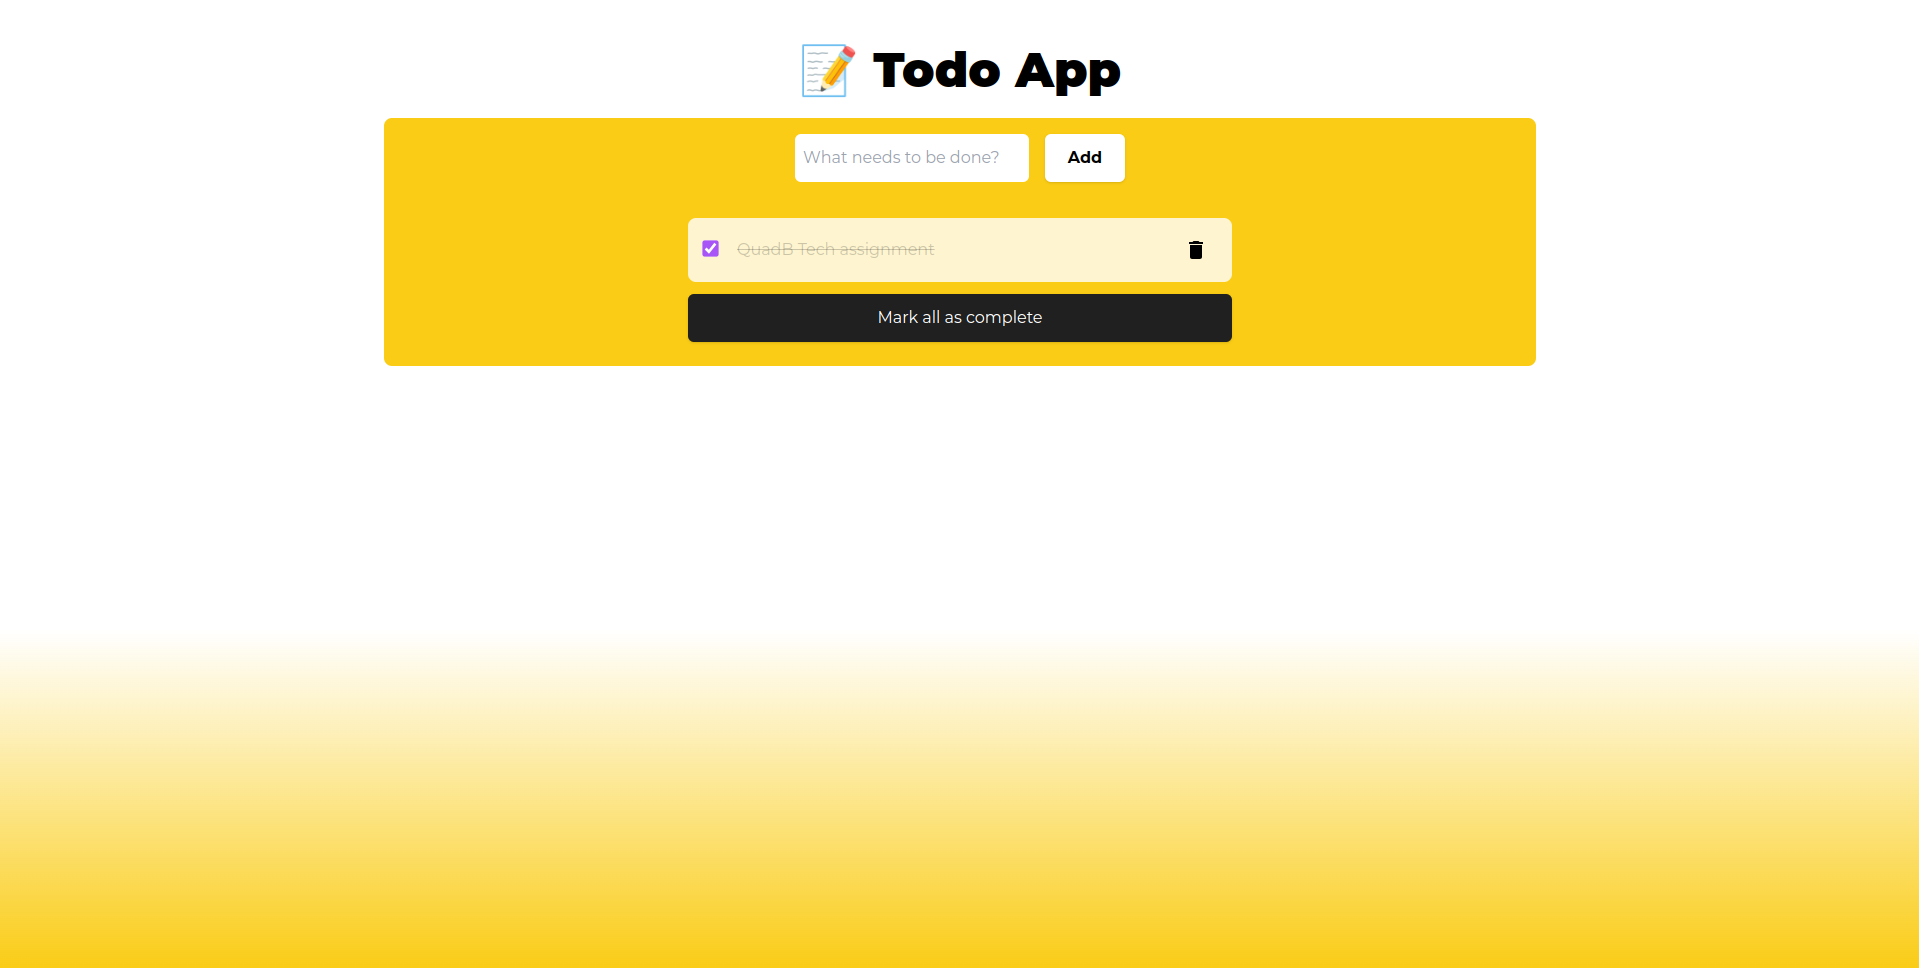 📝 Todo App
What needs to be done?
Add
QuadB Tech assignment
Mark all as complete